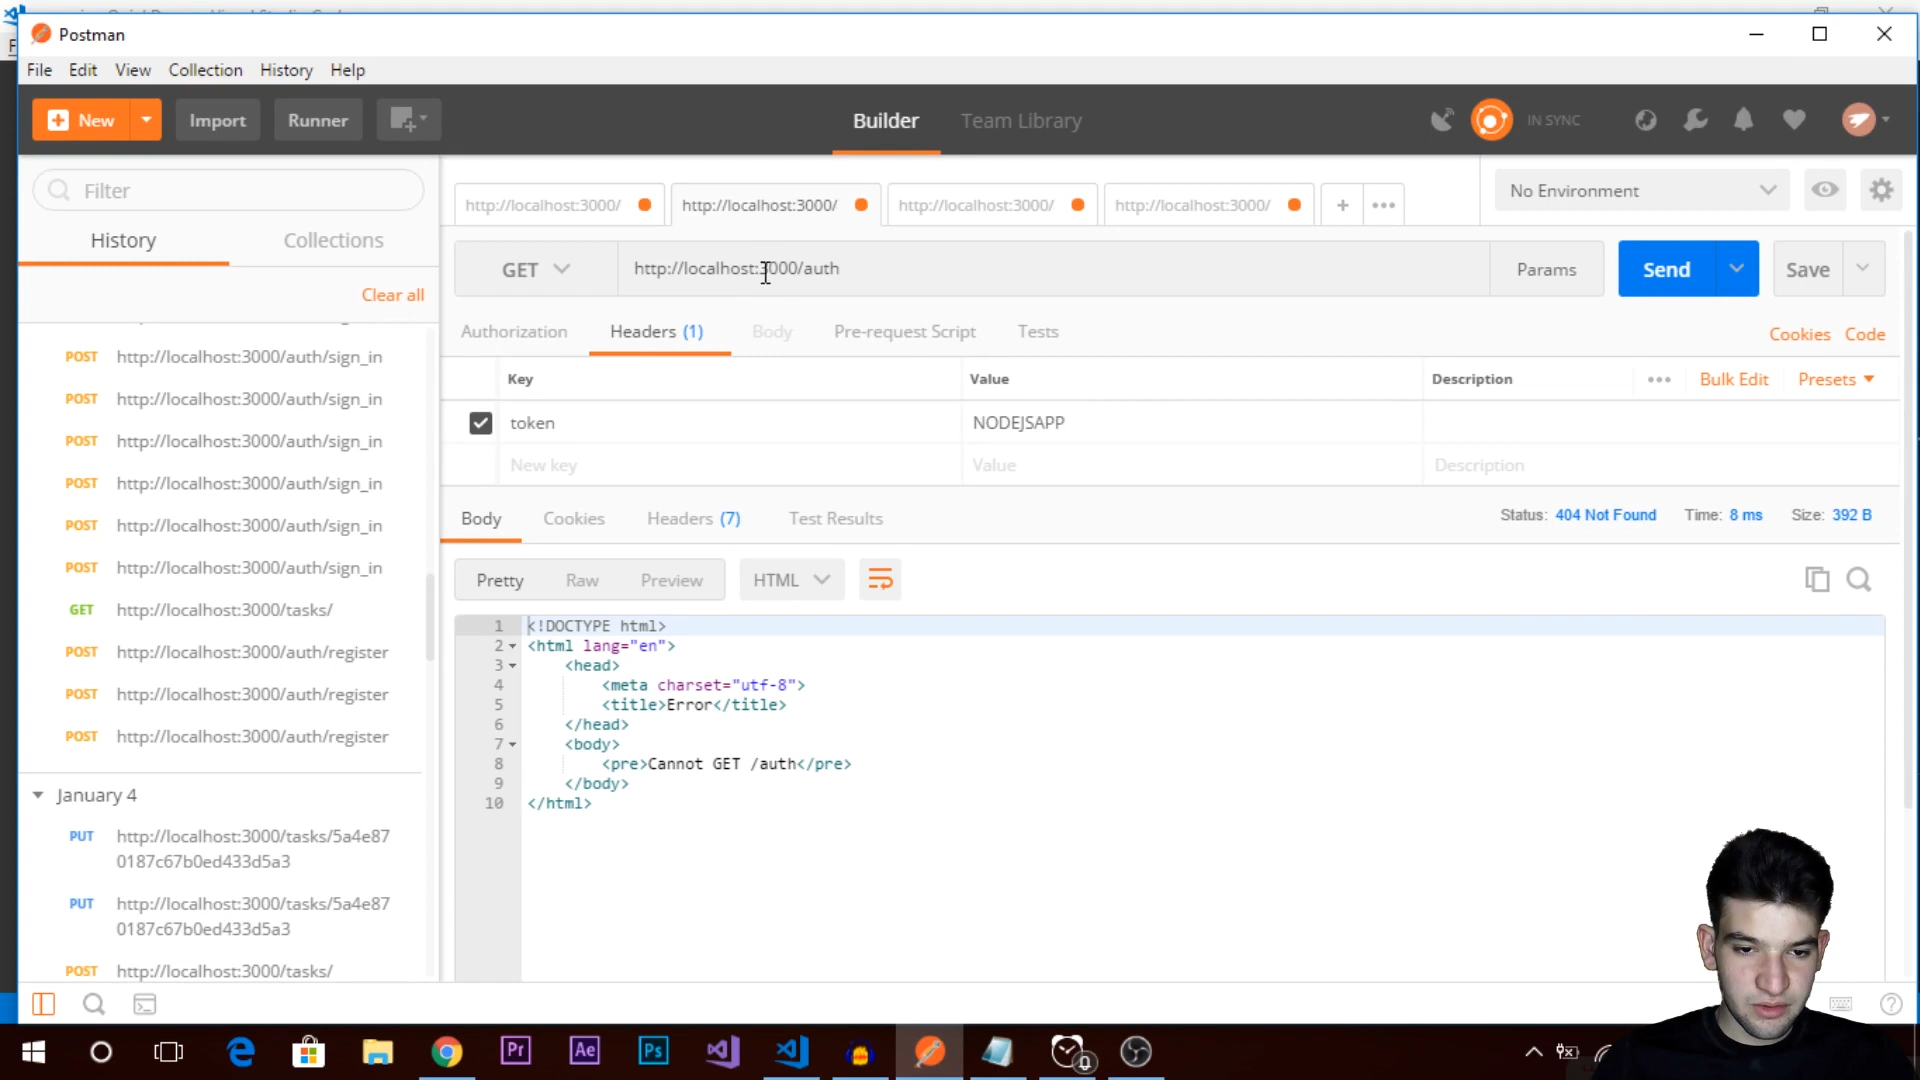 Postman
File Edit View Collection History Help
New Import Runner Builder Team Library IN SYNC
Filter
History Collections
Clear all
POST http://localhost:3000/auth/sign_in
POST http://localhost:3000/auth/sign_in
POST http://localhost:3000/auth/sign_in
POST http://localhost:3000/auth/sign_in
POST http://localhost:3000/auth/sign_in
POST http://localhost:3000/auth/sign_in
GET http://localhost:3000/tasks/
POST http://localhost:3000/auth/register
POST http://localhost:3000/auth/register
POST http://localhost:3000/auth/register
January 4
PUT http://localhost:3000/tasks/5a4e87
0187c67b0ed433d5a3
PUT http://localhost:3000/tasks/5a4e87
0187c67b0ed433d5a3
POST http://localhost:3000/tasks/
http://localhost:3000/ http://localhost:3000/ http://localhost:3000/ http://localhost:3000/ + •••
No Environment
GET http://localhost:3000/auth Params Send Save
Authorization Headers (1) Body Pre-request Script Tests Cookies Code
Key Value Description ••• Bulk Edit Presets
token NODEJSAPP
New key Value Description
Body Cookies Headers (7) Test Results Status: 404 Not Found Time: 8 ms Size: 392 B
Pretty Raw Preview HTML
1 <!DOCTYPE html>
2 <html lang="en">
3 <head>
4 <meta charset="utf-8">
5 <title>Error</title>
6 </head>
7 <body>
8 <pre>Cannot GET /auth</pre>
9 </body>
10 </html>
Pr Ae Ps